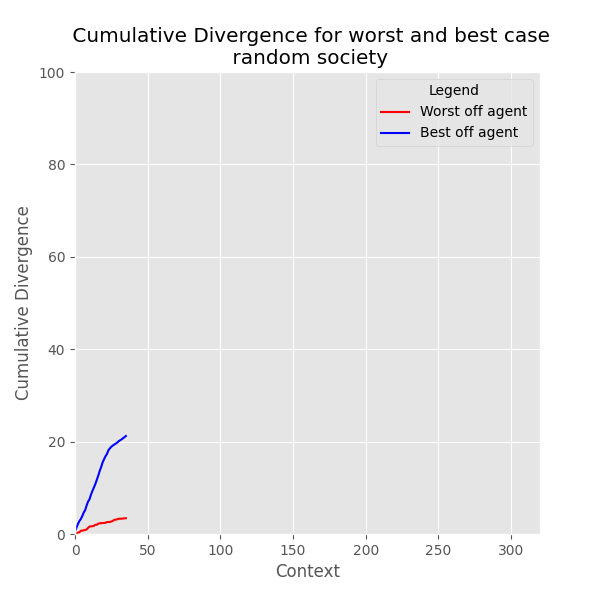 Cumulative Divergence for worst and best case
random society
Legend
Worst off agent
Best off agent
Cumulative Divergence
100
80
60
40
20
0
0 50 100 150 200 250 300
Context